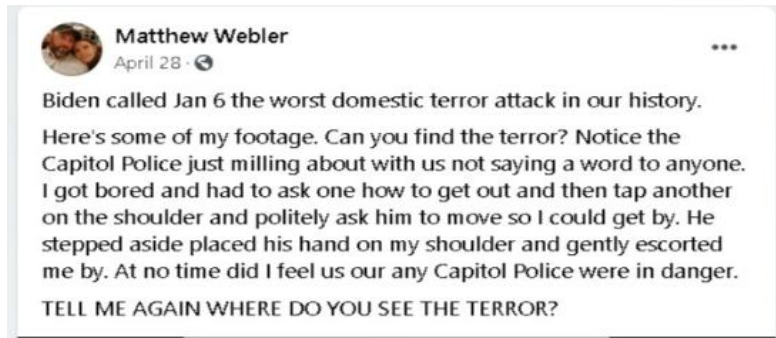 Matthew Webler
April 28 ·
Biden called Jan 6 the worst domestic terror attack in our history.
Here's some of my footage. Can you find the terror? Notice the
Capitol Police just milling about with us not saying a word to anyone.
I got bored and had to ask one how to get out and then tap another
on the shoulder and politely ask him to move so I could get by. He
stepped aside placed his hand on my shoulder and gently escorted
me by. At no time did I feel us our any Capitol Police were in danger.
TELL ME AGAIN WHERE DO YOU SEE THE TERROR?